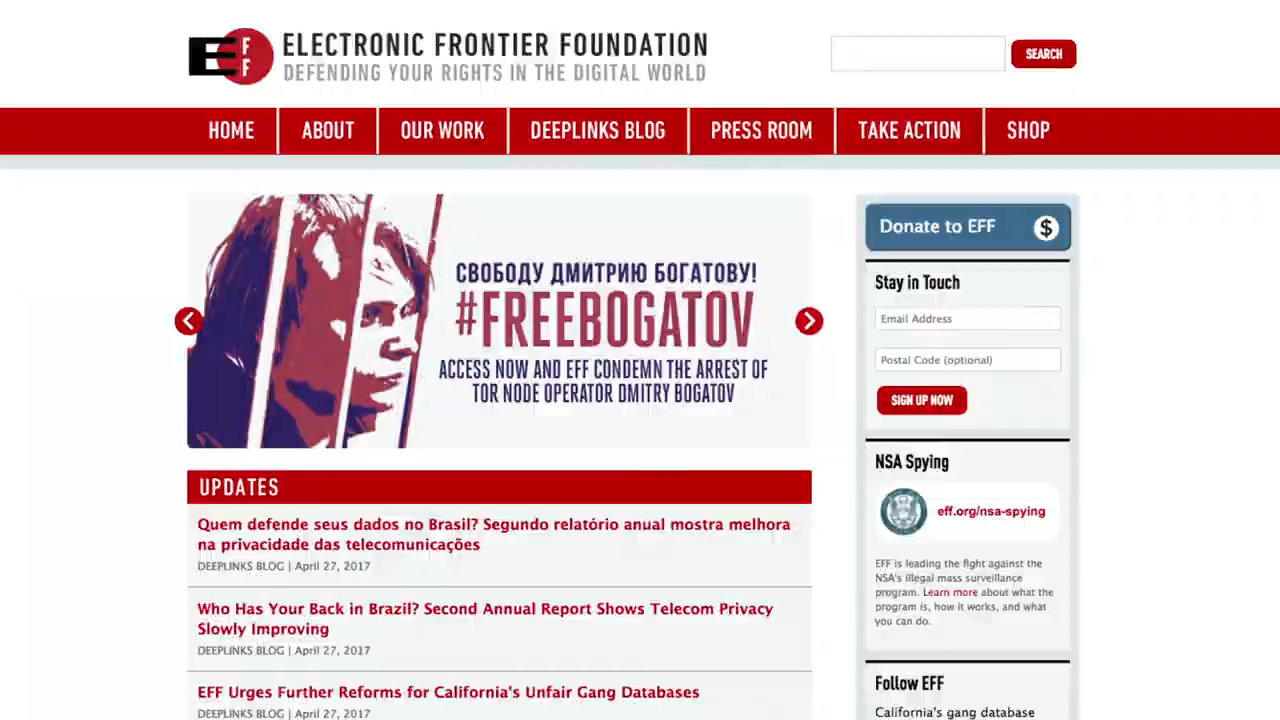 EFF
ELECTRONIC FRONTIER FOUNDATION
DEFENDING YOUR RIGHTS IN THE DIGITAL WORLD
SEARCH
HOME
ABOUT
OUR WORK
DEEPLINKS BLOG
PRESS ROOM
TAKE ACTION
SHOP
СВОБОДУ ДМИТРИЮ БОГАТОВУ!
#FREEBOGATOV
ACCESS NOW AND EFF CONDEMN THE ARREST OF
TOR NODE OPERATOR DMITRY BOGATOV
UPDATES
Quem defende seus dados no Brasil? Segundo relatório anual mostra melhora
na privacidade das telecomunicações
DEEPLINKS BLOG | April 27, 2017
Who Has Your Back in Brazil? Second Annual Report Shows Telecom Privacy
Slowly Improving
DEEPLINKS BLOG | April 27, 2017
EFF Urges Further Reforms for California's Unfair Gang Databases
DEEPLINKS BLOG | April 27, 2017
Donate to EFF $
Stay in Touch
Email Address
Postal Code (optional)
SIGN UP NOW
NSA Spying
eff.org/nsa-spying
EFF is leading the fight against the
NSA's illegal mass surveillance
program. Learn more about what the
program is, how it works, and what
you can do.
Follow EFF
California's gang database